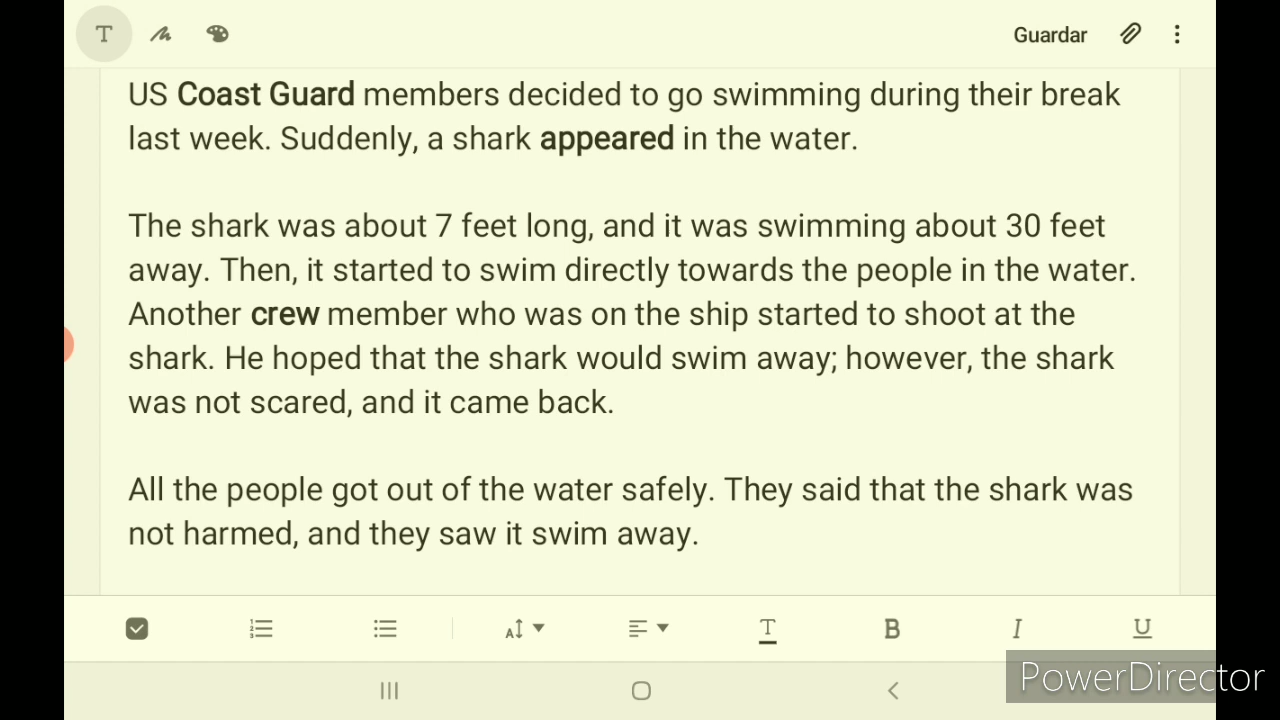 Guardar
US Coast Guard members decided to go swimming during their break
last week. Suddenly, a shark appeared in the water.
The shark was about 7 feet long, and it was swimming about 30 feet
away. Then, it started to swim directly towards the people in the water.
Another crew member who was on the ship started to shoot at the
shark. He hoped that the shark would swim away; however, the shark
was not scared, and it came back.
All the people got out of the water safely. They said that the shark was
not harmed, and they saw it swim away.
PowerDirector